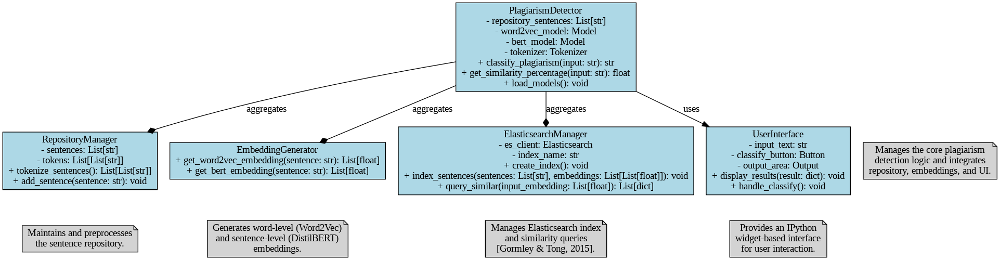 PlagiarismDetector
- repository_sentences: List[str]
- word2vec_model: Model
- bert_model: Model
- tokenizer: Tokenizer
+ classify_plagiarism(input: str): str
+ get_similarity_percentage(input: str): float
+ load_models(): void
aggregates
aggregates
aggregates
uses
RepositoryManager
- sentences: List[str]
- tokens: List[List[str]]
+ tokenize_sentences(): List[List[str]]
+ add_sentence(sentence: str): void
EmbeddingGenerator
+ get_word2vec_embedding(sentence: str): List[float]
+ get_bert_embedding(sentence: str): List[float]
ElasticsearchManager
- es_client: Elasticsearch
- index_name: str
+ create_index(): void
+ index_sentences(sentences: List[str], embeddings: List[List[float]]): void
+ query_similar(input_embedding: List[float]): List[dict]
UserInterface
- input_text: str
- classify_button: Button
- output_area: Output
+ display_results(result: dict): void
+ handle_classify(): void
Manages the core plagiarism
detection logic and integrates
repository, embeddings, and UI.
Maintains and preprocesses
the sentence repository.
Generates word-level (Word2Vec)
and sentence-level (DistilBERT)
embeddings.
Manages Elasticsearch index
and similarity queries
[Gormley & Tong, 2015].
Provides an IPython
widget-based interface
for user interaction.